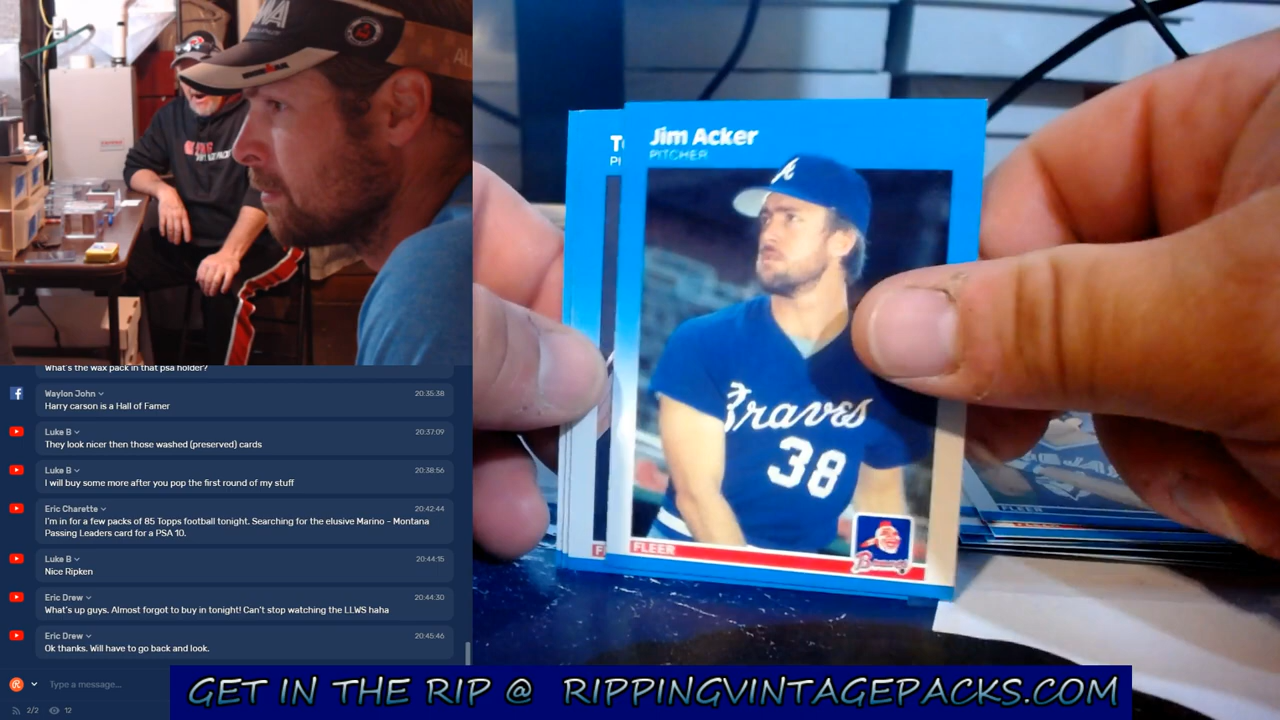 What's the wax pack in that psa holder?
Waylon John
20:35:38
Harry carson is a Hall of Famer
Luke B
20:37:09
They look nicer then those washed (preserved) cards
Luke B
20:38:56
I will buy some more after you pop the first round of my stuff
Eric Charette
20:42:44
I'm in for a few packs of 85 Topps football tonight. Searching for the elusive Marino - Montana
Passing Leaders card for a PSA 10
Luke B
20:44:15
Nice Ripken
Eric Drew
20:44:30
What's up guys. Almost forgot to buy in tonight! Can't stop watching the LLWS haha
Eric Drew
20:45:46
Ok thanks. Will have to go back and look.
Type a message...
2/2
12
Jim Acker
PITCHER
Braves
38
FLEER
Braves
FLEER
GET IN THE RIP @ RIPPINGVINTAGEPACKS.COM